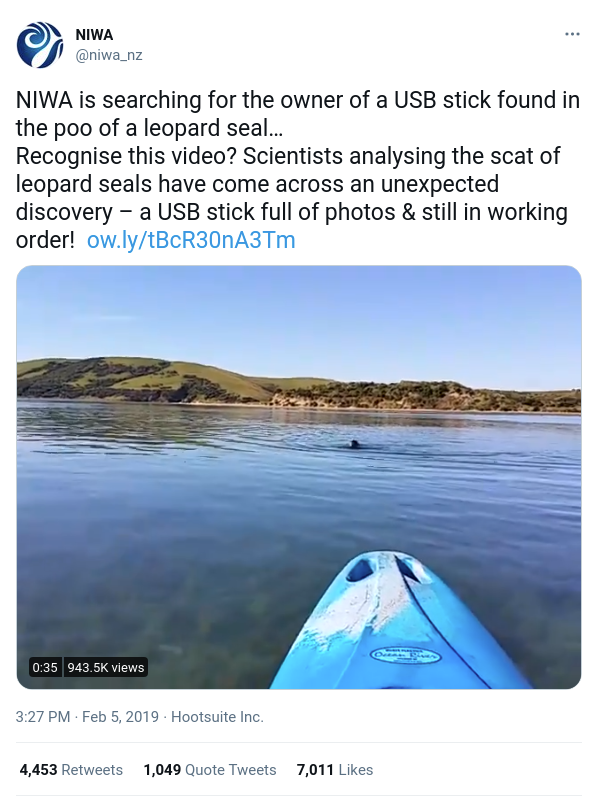 NIWA
@niwa_nz
NIWA is searching for the owner of a USB stick found in
the poo of a leopard seal...
Recognise this video? Scientists analysing the scat of
leopard seals have come across an unexpected
discovery – a USB stick full of photos & still in working
order! ow.ly/tBcR30nA3Tm
Ocean River
0:35 943.5K views
3:27 PM · Feb 5, 2019 · Hootsuite Inc.
4,453 Retweets 1,049 Quote Tweets 7,011 Likes